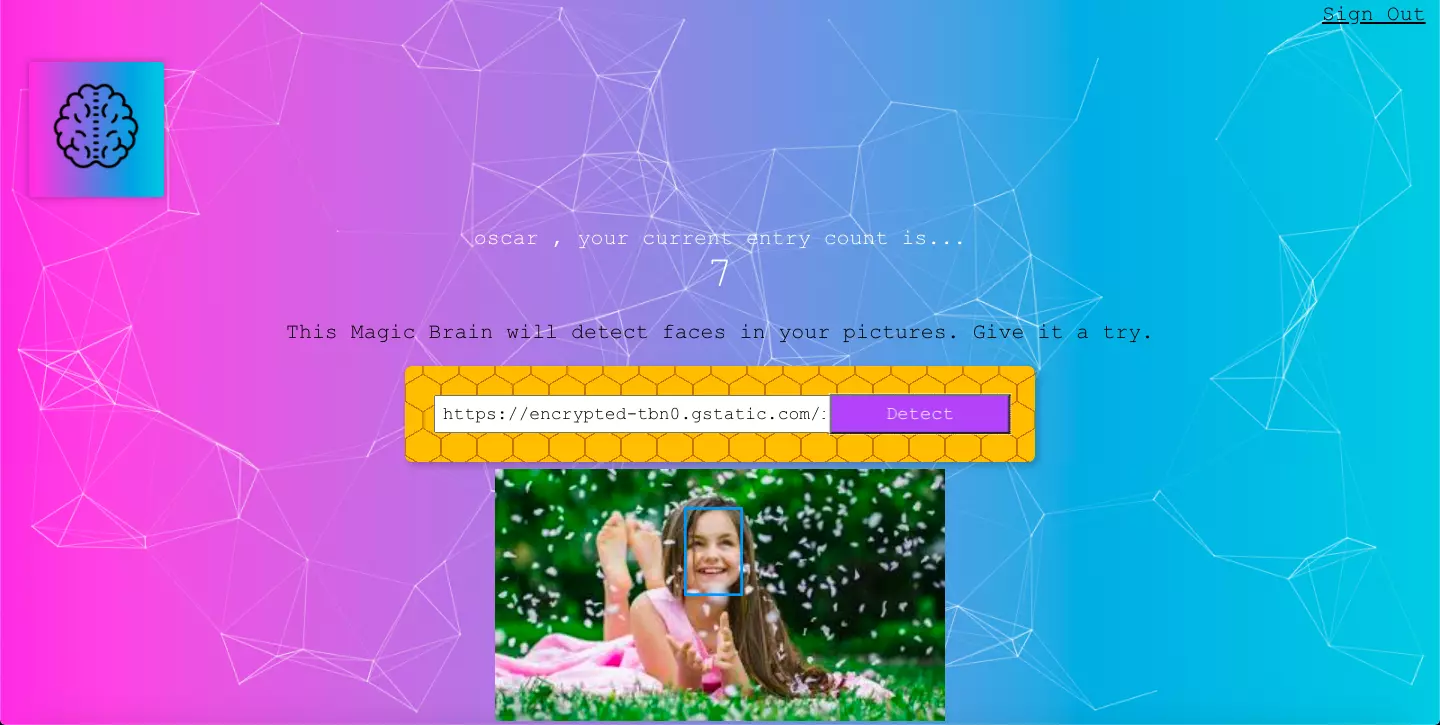 Sign Out
oscar , your current entry count is...
7
This Magic Brain will detect faces in your pictures. Give it a try.
https://encrypted-tbn0.gstatic.com/
Detect